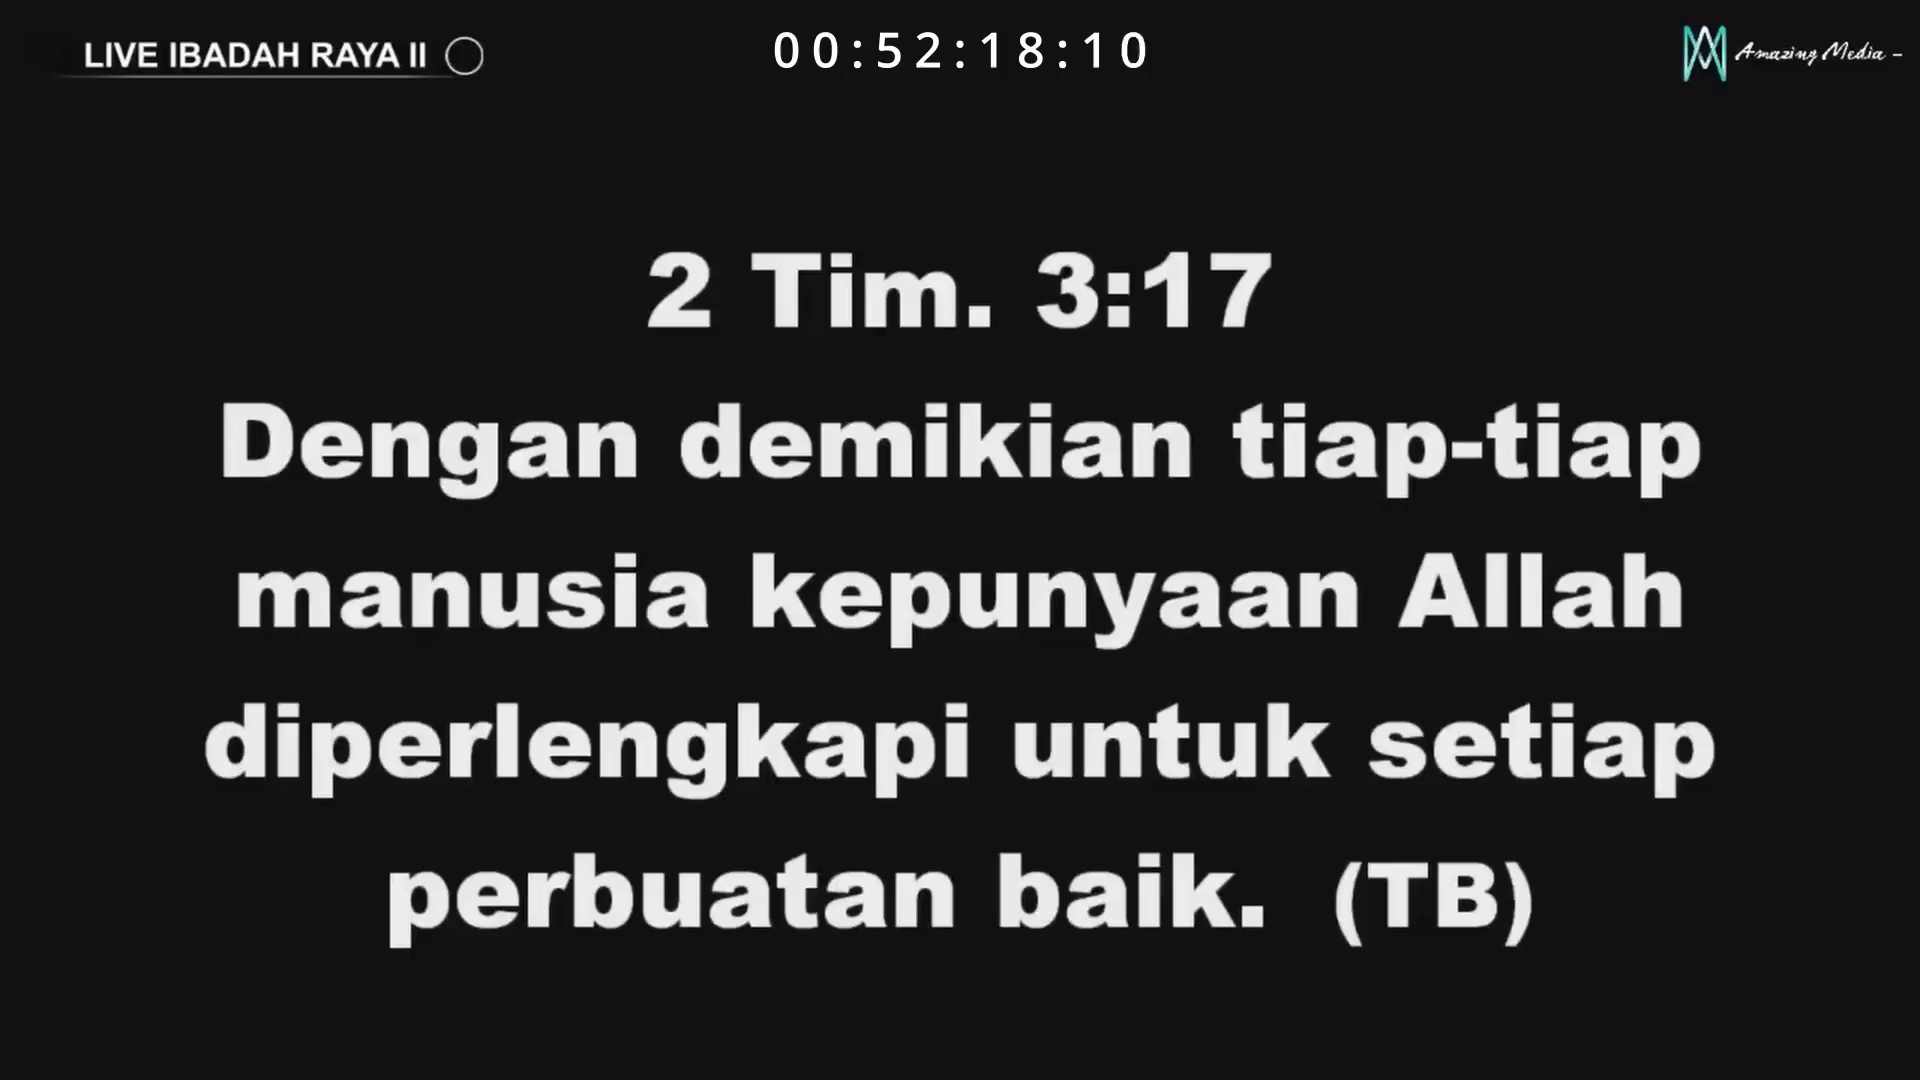 LIVE IBADAH RAYA II
00:52:18:10
Amazing Media -
2 Tim. 3:17
Dengan demikian tiap-tiap
manusia kepunyaan Allah
diperlengkapi untuk setiap
perbuatan baik. (TB)